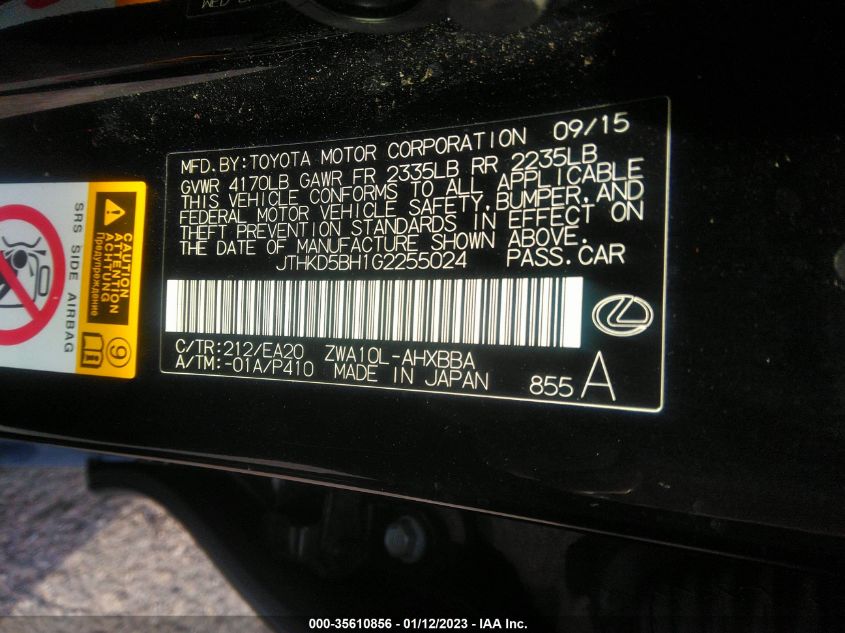 MFD. BY: TOYOTA MOTOR CORPORATION 09/15
GVWR 4170LB GAWR FR 2335LB RR 2235LB
THIS VEHICLE CONFORMS TO ALL APPLICABLE
FEDERAL MOTOR VEHICLE SAFETY, BUMPER, AND
THEFT PREVENTION STANDARDS IN EFFECT ON
THE DATE OF MANUFACTURE SHOWN ABOVE.
JTHKD5BH1G2255024 PASS. CAR
C/TR: 212/EA20 ZWA10L-AHXBBA
A/TM: -01A/P410 MADE IN JAPAN 855 A
SRS SIDE AIRBAG
CAUTION
ATTENTION
ACHTUNG
Предупреждение
9
000-35610856 - 01/12/2023 - IAA Inc.